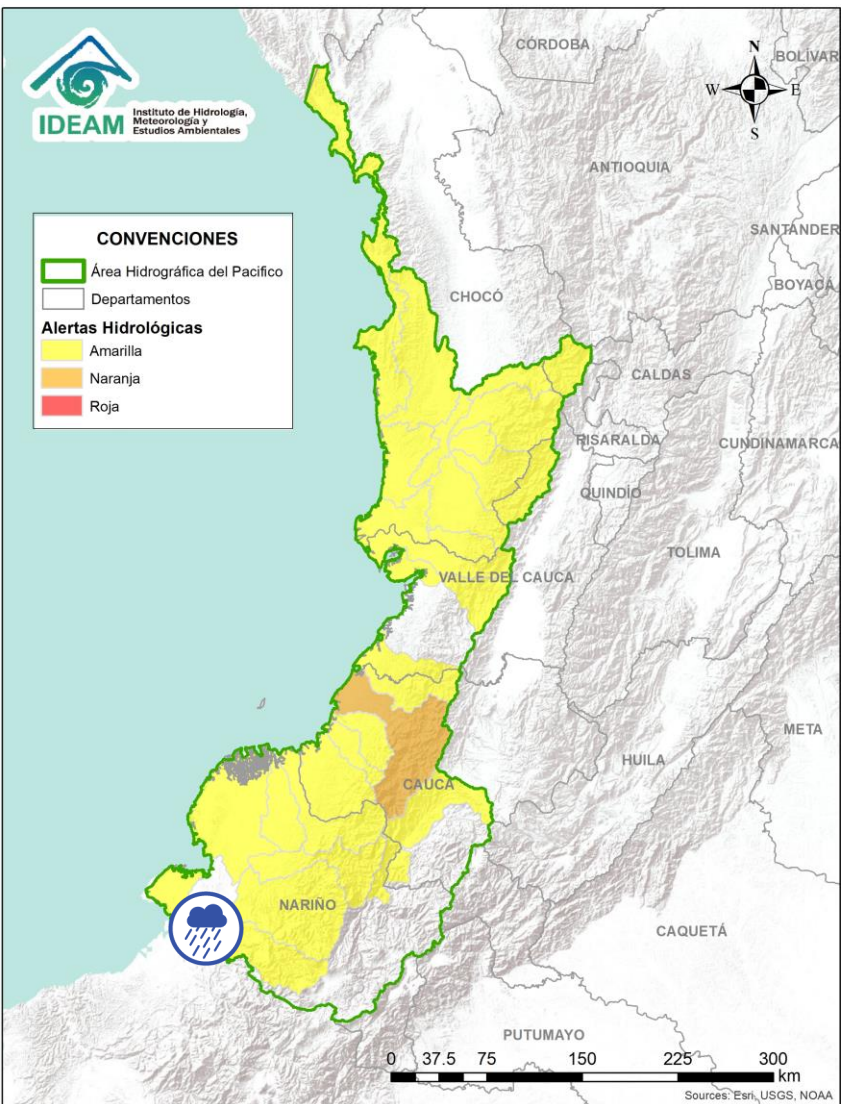 IDEAM
Instituto de Hidrología,
Meteorología y
Estudios Ambientales
CÓRDOBA
N
BOLÍVAR
W
E
S
ANTIOQUIA
SANTANDER
CONVENCIONES
Área Hidrográfica del Pacifico
Departamentos
Alertas Hidrológicas
Amarilla
Naranja
Roja
BOYACÁ
CHOCÓ
CALDAS
RISARALDA
CUNDINAMARCA
QUINDÍO
TOLIMA
VALLE DEL CAUCA
META
HUILA
CAUCA
NARIÑO
CAQUETÁ
PUTUMAYO
0 37.5 75 150 225 300
km
Sources: Esri, USGS, NOAA